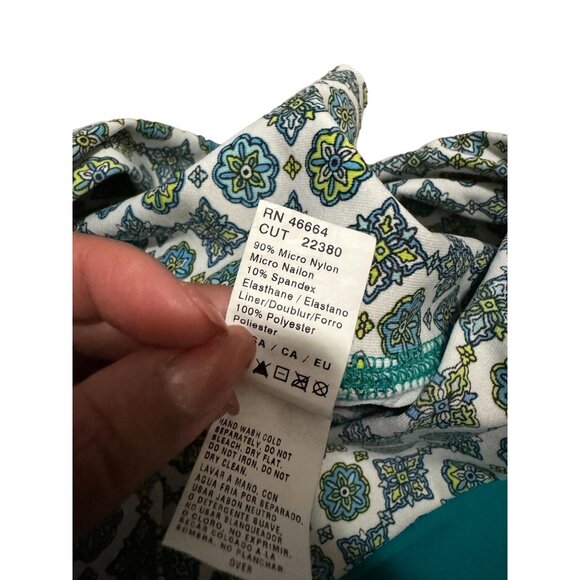 RN 46664
CUT 22380
90% Micro Nylon
Micro Nailon
10% Spandex
Elasthane / Elastano
Liner/Doublur/Forro
100% Polyester
Poliester
/ CA / EU
HAND WASH COLD
SEPARATELY. DO NOT
BLEACH. DRY FLAT.
DO NOT IRON, DO NOT
DRY CLEAN.
LAVAR A MANO, CON
AGUA FRIA POR SEPARADO.
JABON NEUTRO
O DETERGENTE SUAVE.
NO USAR BLANQUEADOR
DE CLORO. NO EXPRIMIR.
SECAR COLGADO A LA
SOMBRA. NO PLANCHAR
OVER